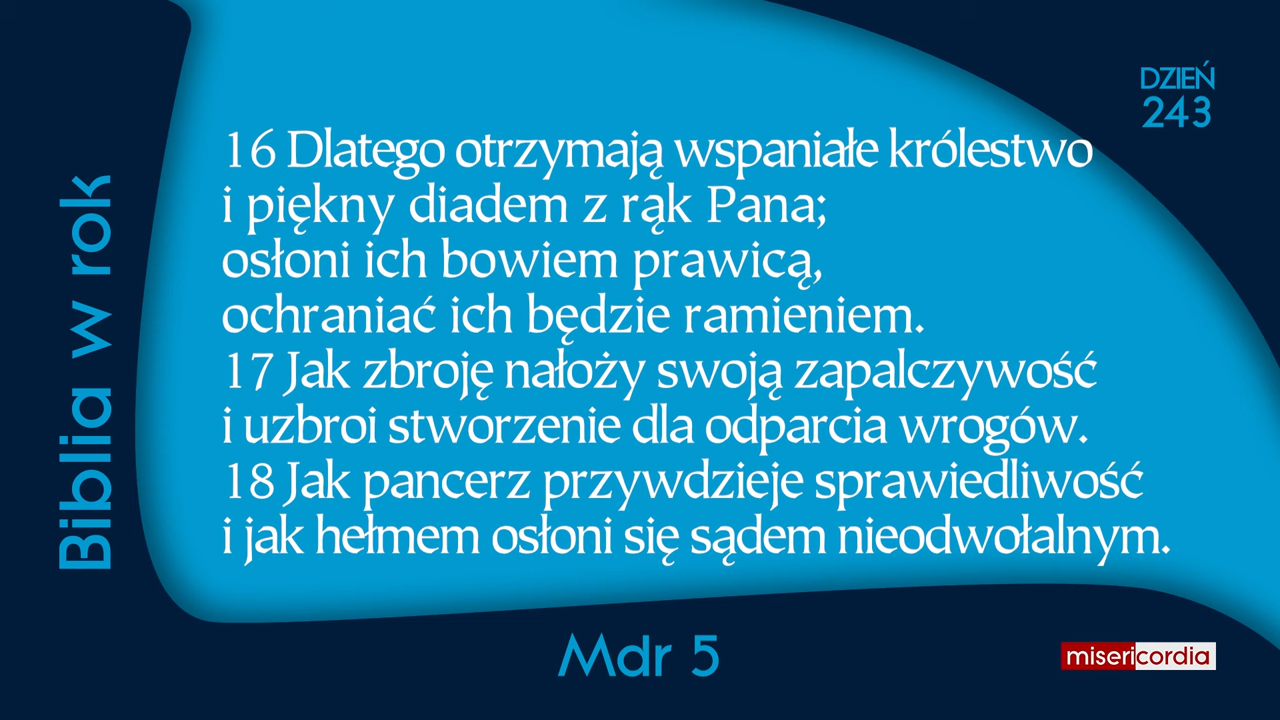 DZIEŃ
243
16 Dlatego otrzymają wspaniałe królestwo
i piękny diadem z rąk Pana;
osłoni ich bowiem prawicą,
ochraniać ich będzie ramieniem.
17 Jak zbroję nałoży swoją zapalczywość
i uzbroi stworzenie dla odparcia wrogów.
18 Jak pancerz przywdzieje sprawiedliwość
i jak hełmem osłoni się sądem nieodwołalnym.
Biblia w rok
Mdr 5
misericordia